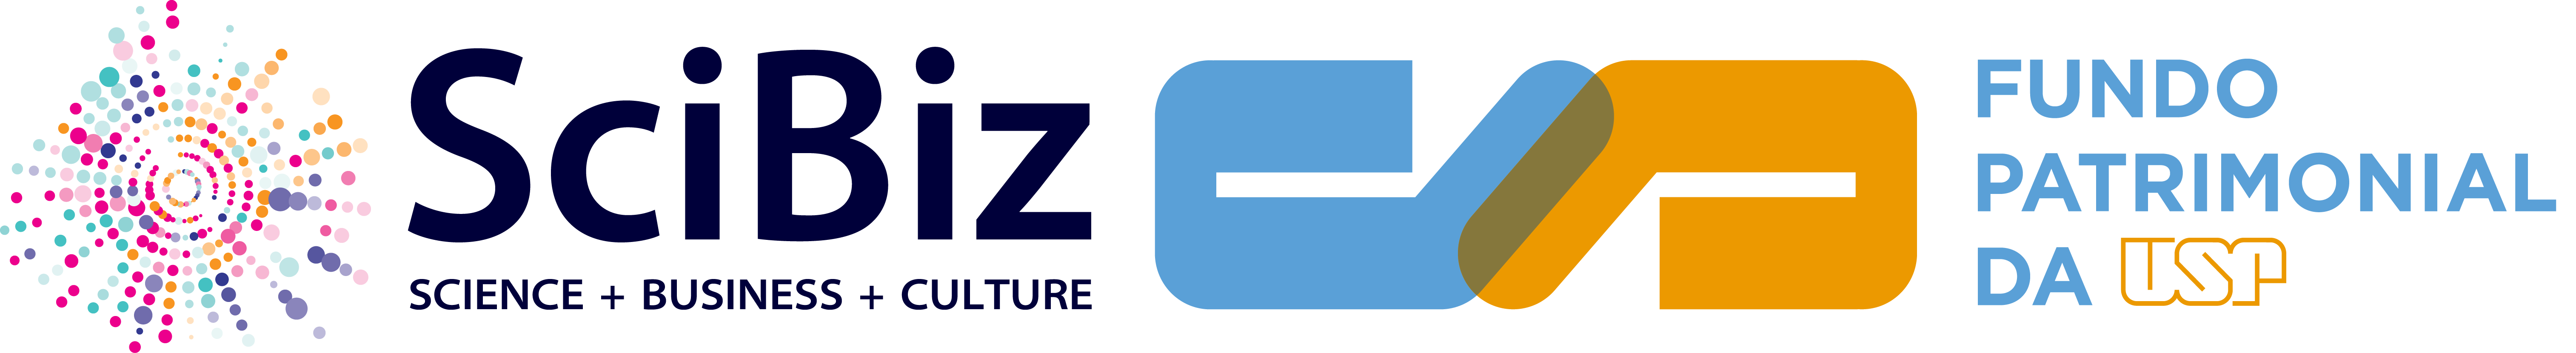 SciBiz
SCIENCE + BUSINESS + CULTURE
FUNDO
PATRIMONIAL
DA USP